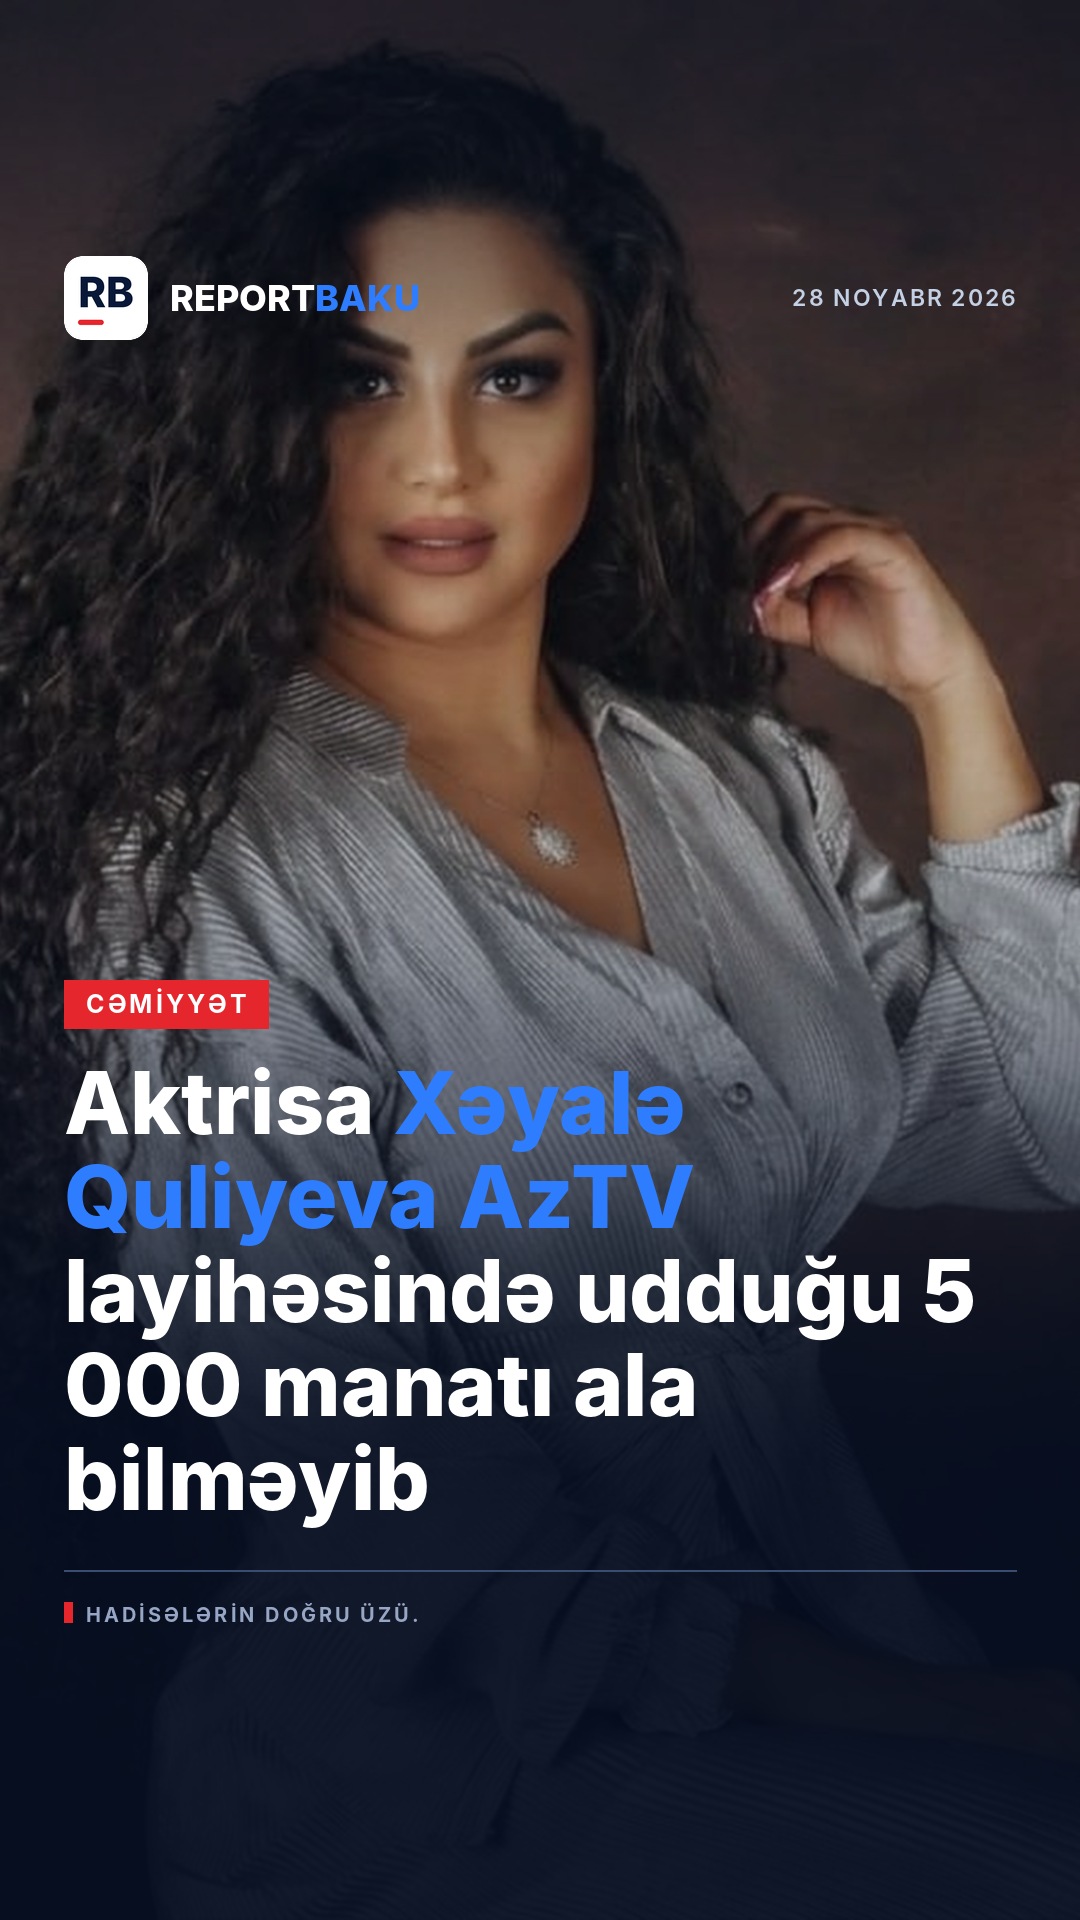 RB
REPORTBAKU
28 NOYABR 2026
CƏMİYYƏT
Aktrisa Xəyalə
Quliyeva AzTV
layihəsində udduğu 5
000 manatı ala
bilməyib
HADİSƏLƏRİN DOĞRU ÜZÜ.